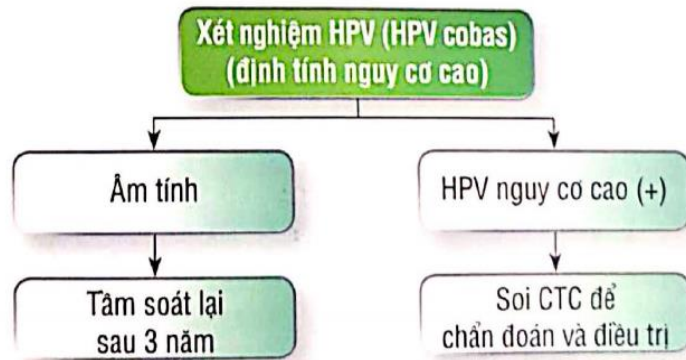 Xét nghiệm HPV (HPV cobas)
(định tính nguy cơ cao)
Âm tính
HPV nguy cơ cao (+)
Tâm soát lại
sau 3 năm
Soi CTC để
chẩn đoán và điều trị